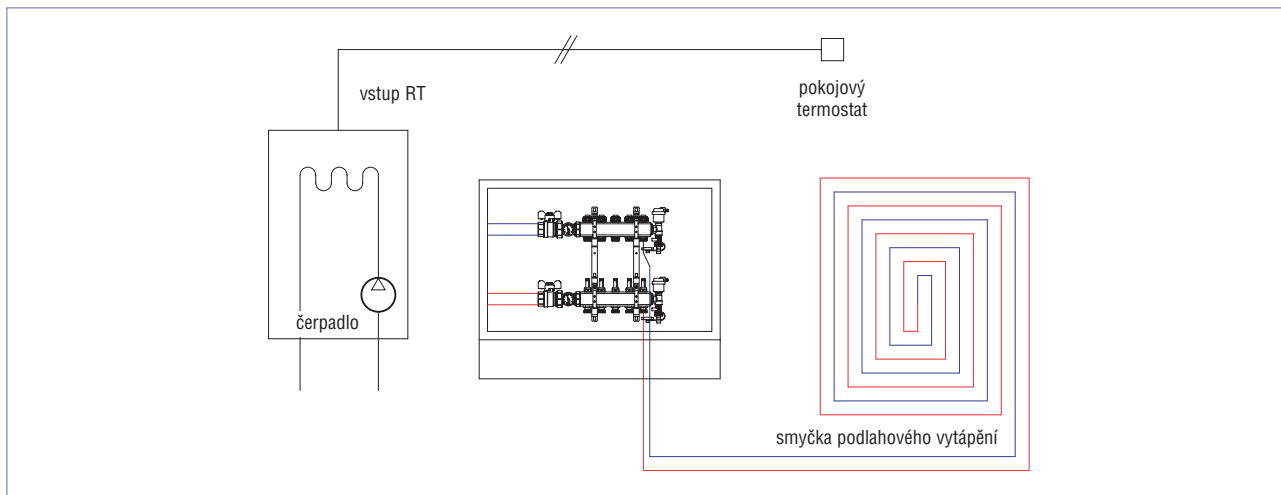 vstup RT
pokojový
termostat
čerpadlo
smyčka podlahového vytápění